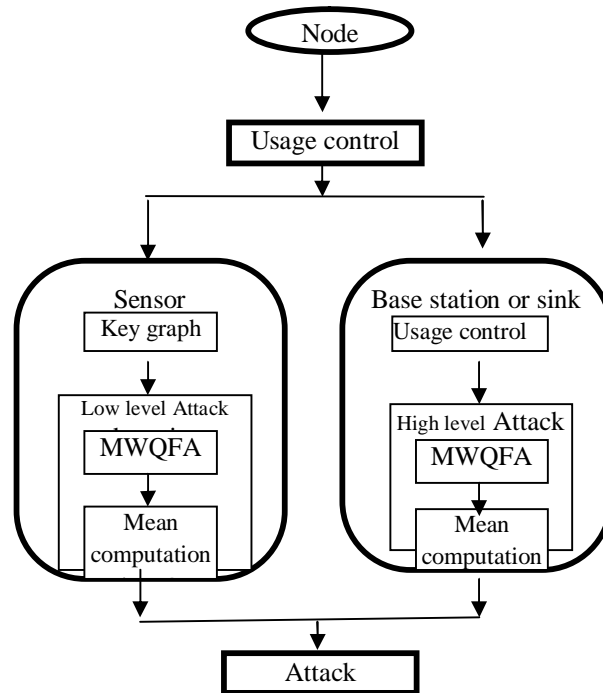 Node
Usage control
Sensor
Key graph
Low level Attack
MWQFA
Mean
computation
Base station or sink
Usage control
High level Attack
MWQFA
Mean
computation
Attack